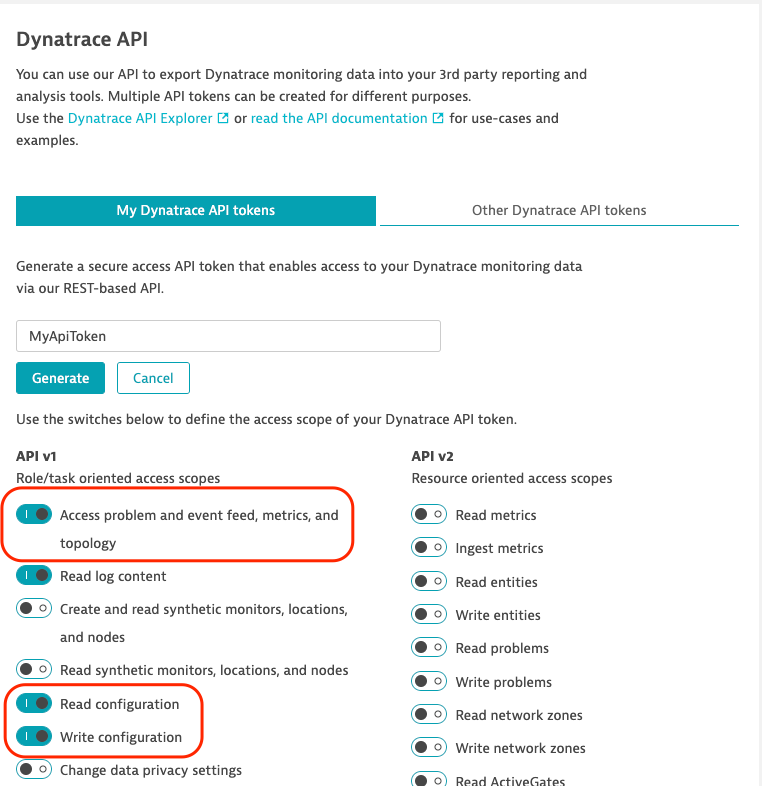 Dynatrace API
You can use our API to export Dynatrace monitoring data into your 3rd party reporting and
analysis tools. Multiple API tokens can be created for different purposes.
Use the Dynatrace API Explorer or read the API documentation for use-cases and
examples.
My Dynatrace API tokens
Other Dynatrace API tokens
Generate a secure access API token that enables access to your Dynatrace monitoring data
via our REST-based API.
MyApiToken
Generate
Cancel
Use the switches below to define the access scope of your Dynatrace API token.
API v1
Role/task oriented access scopes
Access problem and event feed, metrics, and
topology
Read log content
Create and read synthetic monitors, locations,
and nodes
Read synthetic monitors, locations, and nodes
Read configuration
Write configuration
Change data privacy settings
API v2
Resource oriented access scopes
Read metrics
Ingest metrics
Read entities
Write entities
Read problems
Write problems
Read network zones
Write network zones
Read ActiveGates